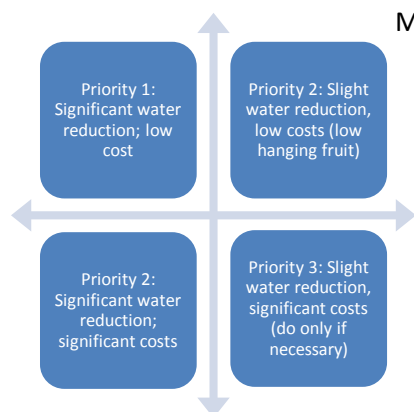 M
Priority 1:
Significant water
reduction; low
cost
Priority 2: Slight
water reduction,
low costs (low
hanging fruit)
Priority 2:
Significant water
reduction;
significant costs
Priority 3: Slight
water reduction,
significant costs
(do only if
necessary)